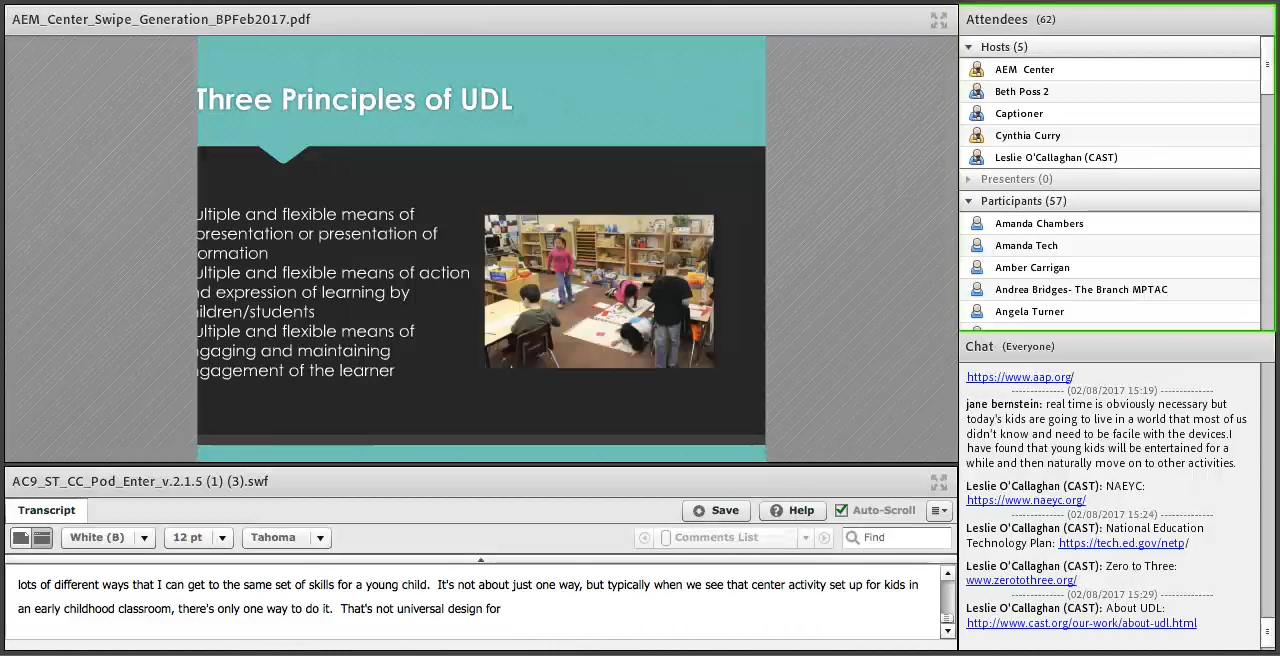 AEM_Center_Swipe_Generation_BPFeb2017.pdf
Three Principles of UDL
ultiple and flexible means of
presentation or presentation of
ormation
ultiple and flexible means of action
nd expression of learning by
hildren/students
ultiple and flexible means of
ngaging and maintaining
ngagement of the learner
AC9_ST_CC_Pod_Enter_v.2.1.5 (1) (3).swf
Transcript
Save
Help
Auto-Scroll
White (B)
12 pt
Tahoma
Comments List
Find
lots of different ways that I can get to the same set of skills for a young child.  It's not about just one way, but typically when we see that center activity set up for kids in
an early childhood classroom, there's only one way to do it.  That's not universal design for
Attendees (62)
Hosts (5)
AEM Center
Beth Poss 2
Captioner
Cynthia Curry
Leslie O'Callaghan (CAST)
Presenters (0)
Participants (57)
Amanda Chambers
Amanda Tech
Amber Carrigan
Andrea Bridges- The Branch MPTAC
Angela Turner
Chat (Everyone)
https://www.aap.org/
-------------- (02/08/2017 15:19) --------------
jane bernstein: real time is obviously necessary but
today's kids are going to live in a world that most of us
didn't know and need to be facile with the devices.I
have found that young kids will be entertained for a
while and then naturally move on to other activities.
Leslie O'Callaghan (CAST): NAEYC:
https://www.naeyc.org/
-------------- (02/08/2017 15:24) --------------
Leslie O'Callaghan (CAST): National Education
Technology Plan: https://tech.ed.gov/netp/
Leslie O'Callaghan (CAST): Zero to Three:
www.zerotothree.org/
-------------- (02/08/2017 15:29) --------------
Leslie O'Callaghan (CAST): About UDL:
http://www.cast.org/our-work/about-udl.html